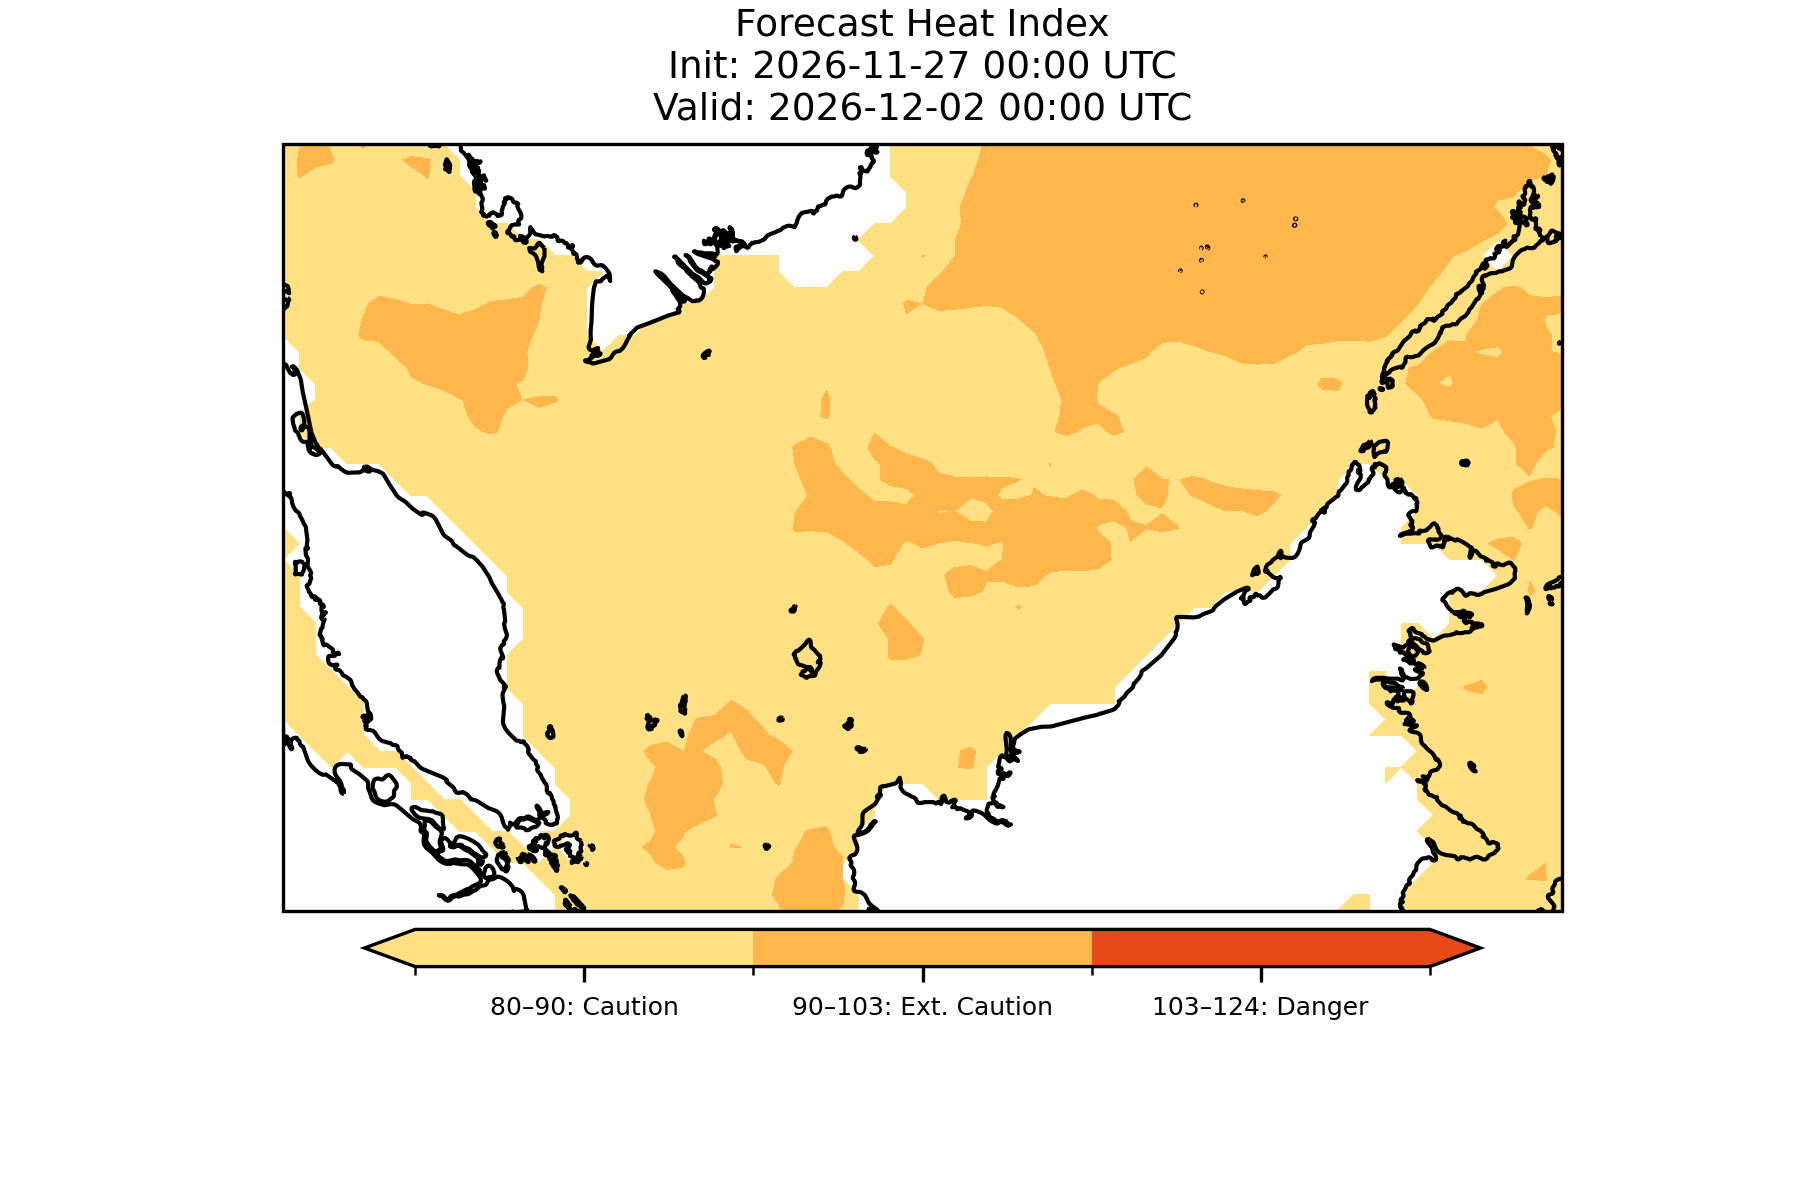 Forecast Heat Index
Init: 2026-11-27 00:00 UTC
Valid: 2026-12-02 00:00 UTC
80–90: Caution
90–103: Ext. Caution
103–124: Danger